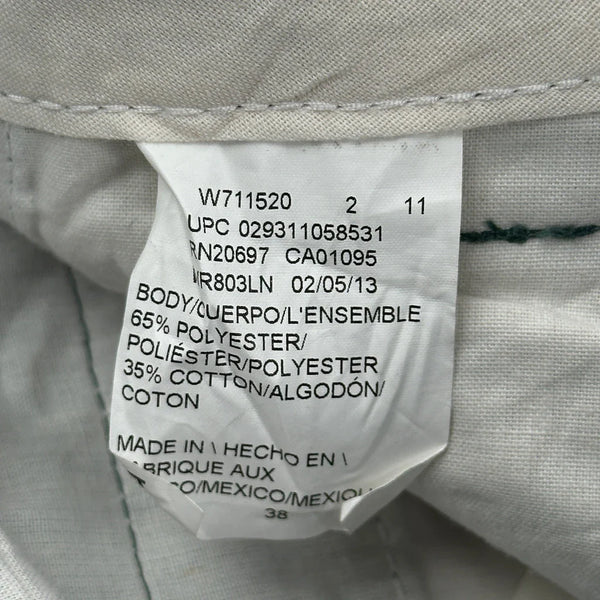 W711520 2 11
UPC 029311058531
RN20697 CA01095
MR803LN 02/05/13
BODY/CUERPO/L'ENSEMBLE
65% POLYESTER/
POLIÉSTER/POLYESTER
35% COTTON/ALGODÓN/
COTON
MADE IN \ HECHO EN \
FABRIQUE AUX
CO/MEXICO/MEXIQU
38